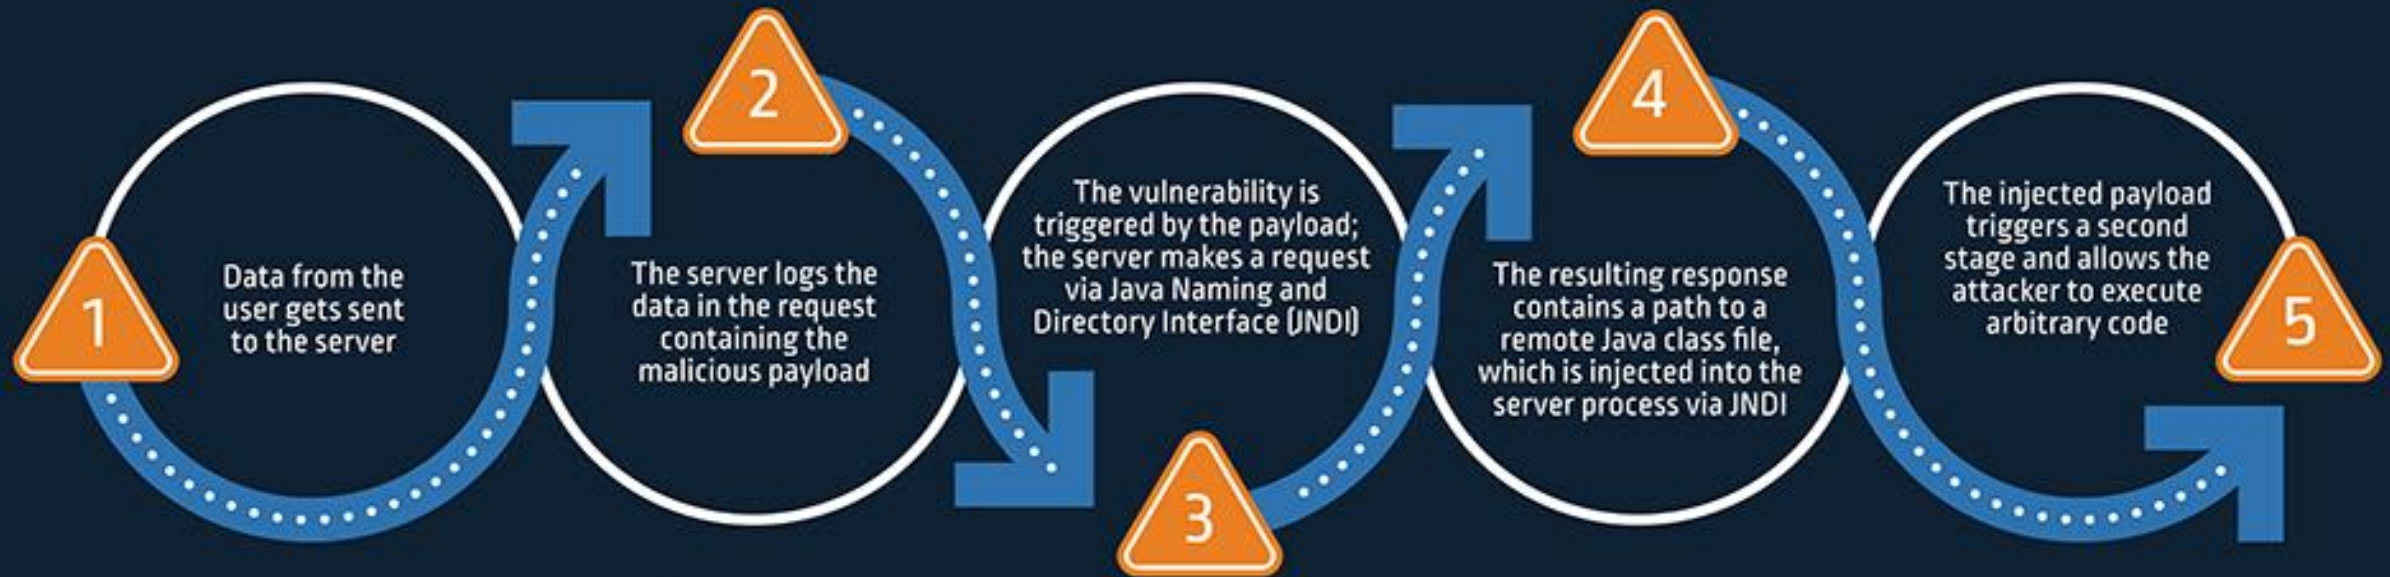 1
Data from the
user gets sent
to the server
2
The server logs the
data in the request
containing the
malicious payload
3
The vulnerability is
triggered by the payload;
the server makes a request
via Java Naming and
Directory Interface (JNDI)
4
The resulting response
contains a path to a
remote Java class file,
which is injected into the
server process via JNDI
5
The injected payload
triggers a second
stage and allows the
attacker to execute
arbitrary code